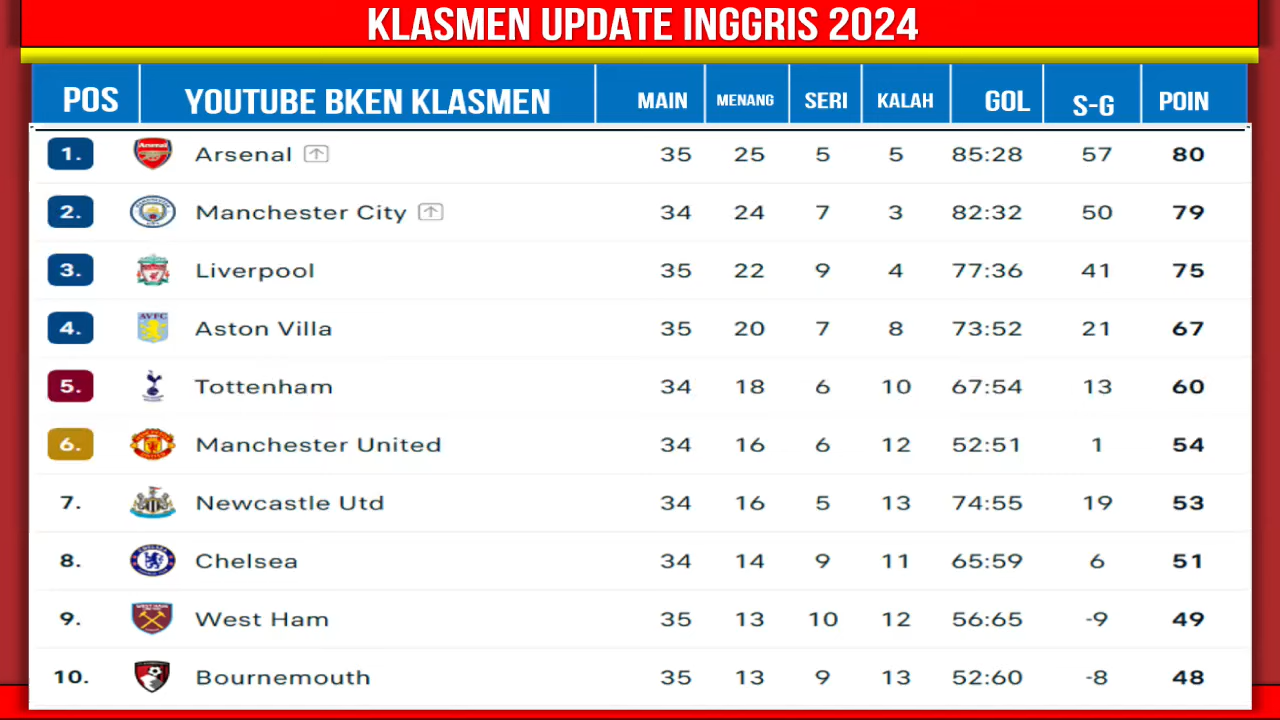 KLASMEN UPDATE INGGRIS 2024
POS YOUTUBE BKEN KLASMEN MAIN MENANG SERI KALAH GOL S-G POIN
1. Arsenal 35 25 5 5 85:28 57 80
2. Manchester City 34 24 7 3 82:32 50 79
3. Liverpool 35 22 9 4 77:36 41 75
4. AVFC Aston Villa 35 20 7 8 73:52 21 67
5. Tottenham 34 18 6 10 67:54 13 60
6. Manchester United 34 16 6 12 52:51 1 54
7. Newcastle Utd 34 16 5 13 74:55 19 53
8. Chelsea 34 14 9 11 65:59 6 51
9. West Ham 35 13 10 12 56:65 -9 49
10. Bournemouth 35 13 9 13 52:60 -8 48